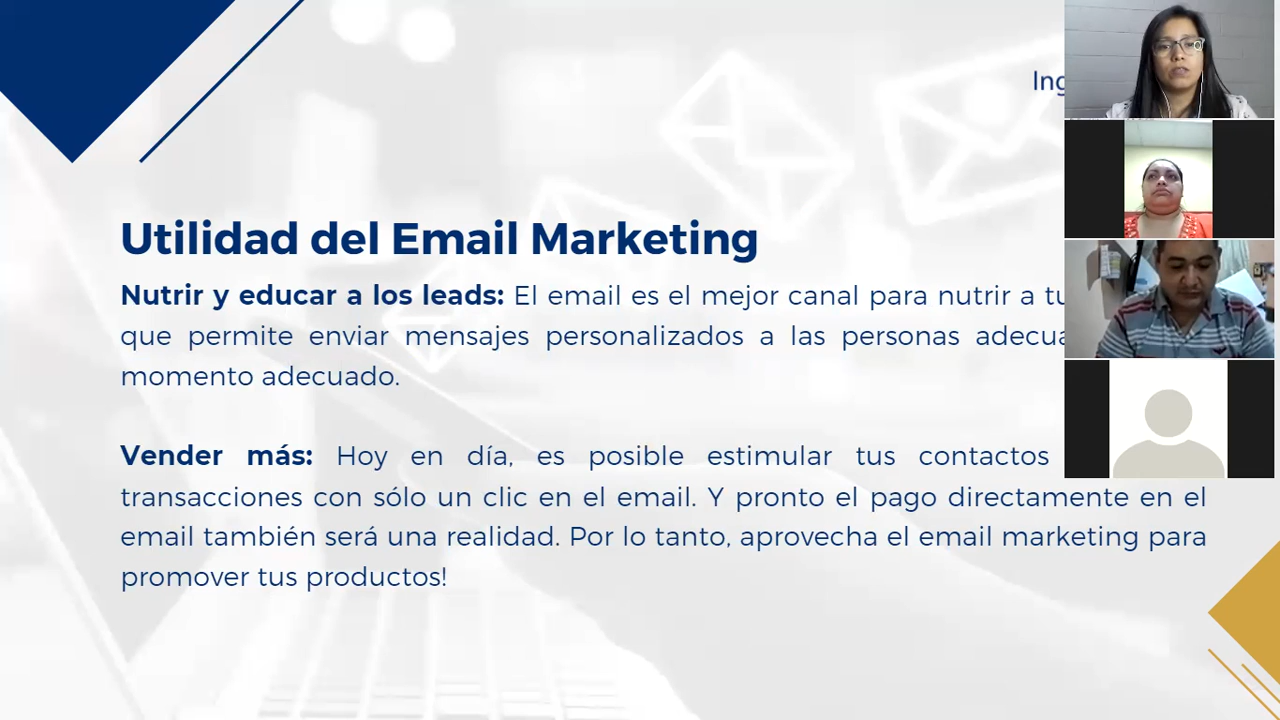 Utilidad del Email Marketing
Nutrir y educar a los leads: El email es el mejor canal para nutrir a
que permite enviar mensajes personalizados a las personas
momento adecuado.
Vender más: Hoy en día, es posible estimular tus contactos
transacciones con sólo un clic en el email. Y pronto el pago directamente en el
email también será una realidad. Por lo tanto, aprovecha el email marketing para
promover tus productos!